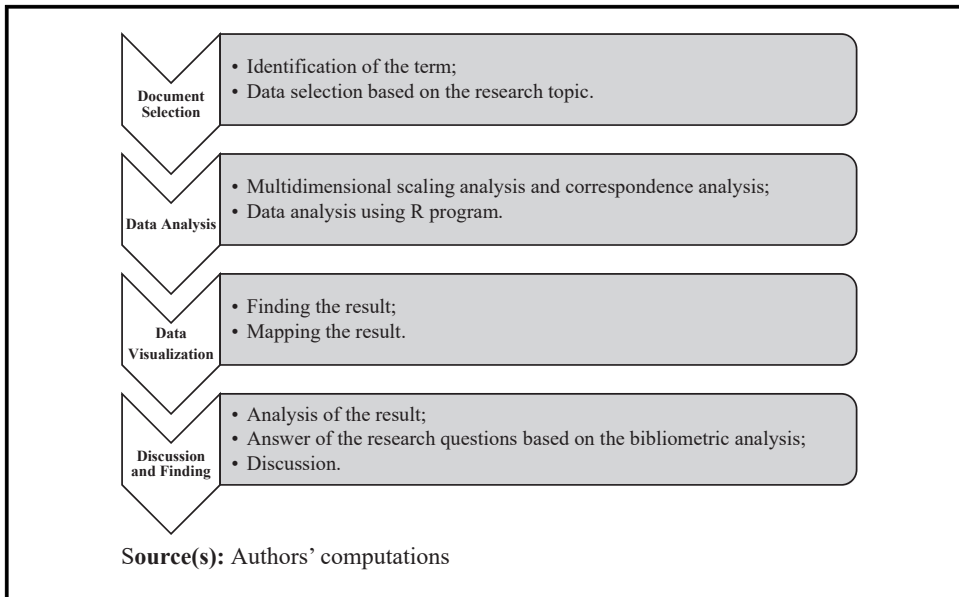 Document
Selection
• Identification of the term;
• Data selection based on the research topic.
Data Analysis
• Multidimensional scaling analysis and correspondence analysis;
• Data analysis using R program.
Data
Visualization
• Finding the result;
• Mapping the result.
Discussion
and Finding
• Analysis of the result;
• Answer of the research questions based on the bibliometric analysis;
• Discussion.
Source(s): Authors’ computations